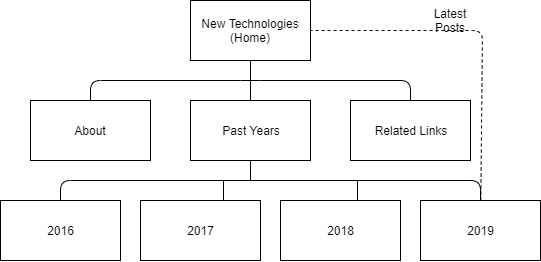 New Technologies
(Home)
Latest
Posts
About
Past Years
Related Links
2016
2017
2018
2019